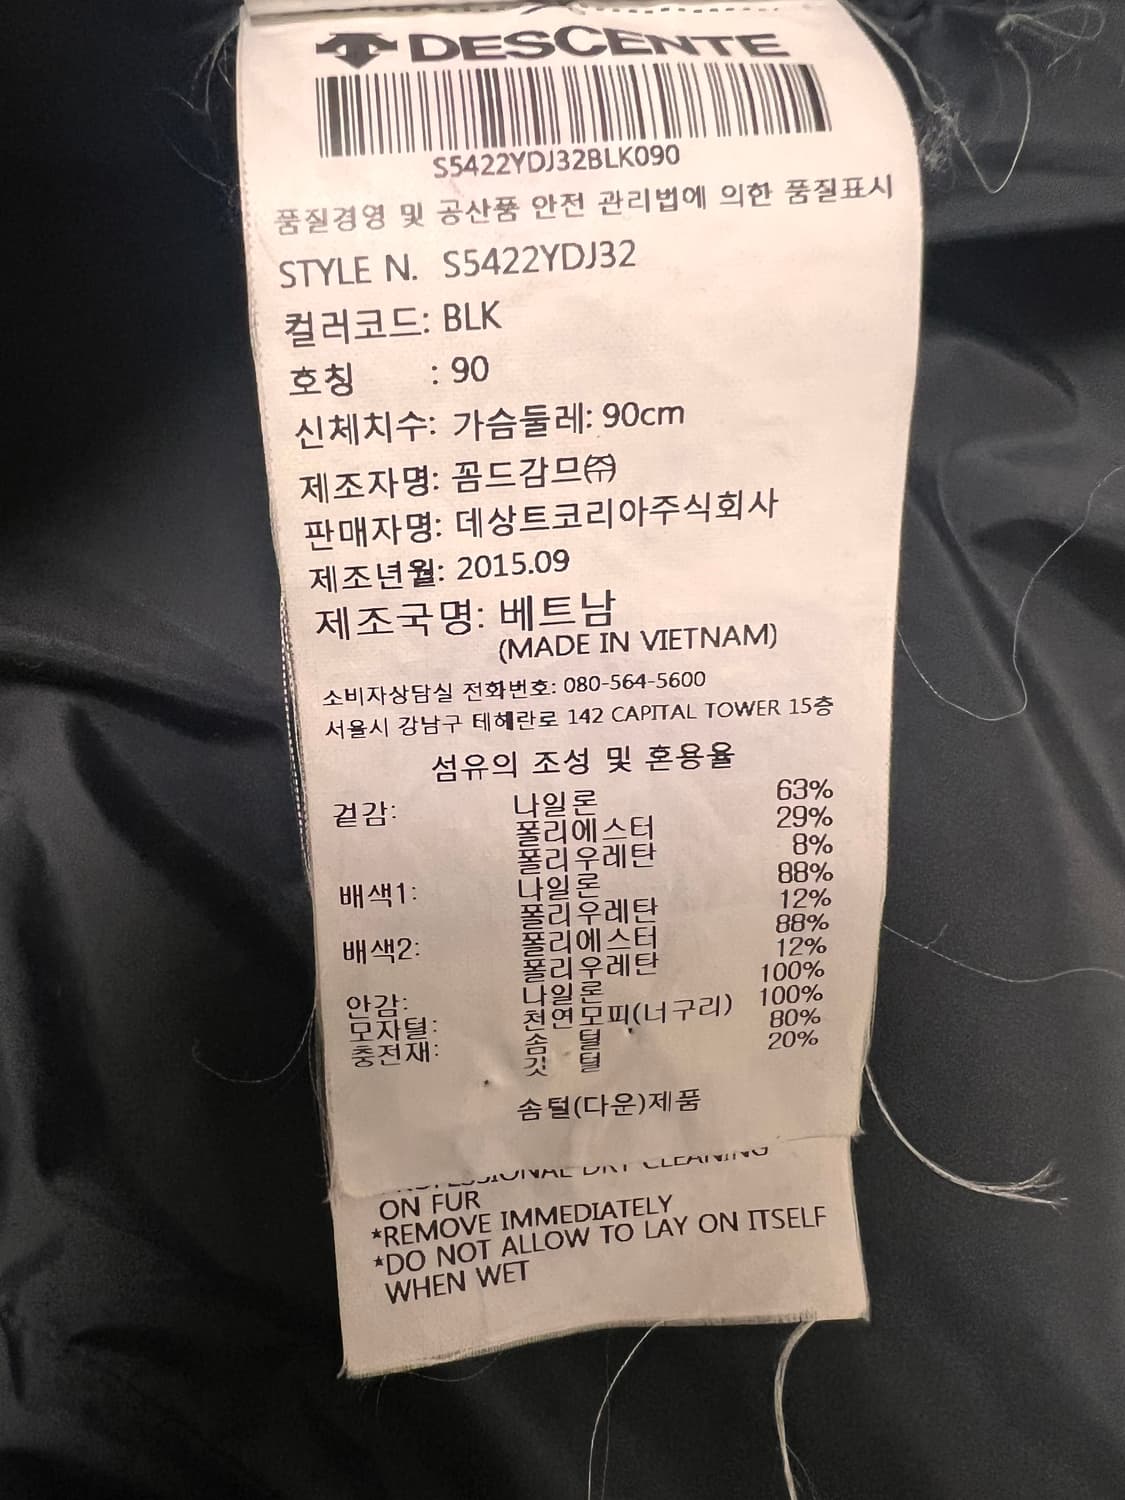 DESCENTE
S5422YDJ32BLK090
품질경영 및 공산품 안전 관리법에 의한 품질표시
STYLE N. S5422YDJ32
컬러코드: BLK
호칭 : 90
신체치수: 가슴둘레: 90cm
제조자명: 꼼드감므㈜
판매자명: 데상트코리아주식회사
제조년월: 2015.09
제조국명: 베트남
(MADE IN VIETNAM)
소비자상담실 전화번호: 080-564-5600
서울시 강남구 테헤란로 142 CAPITAL TOWER 15층
섬유의 조성 및 혼용율
겉감: 나일론 63%
폴리에스터 29%
폴리우레탄 8%
배색1: 나일론 88%
폴리우레탄 12%
배색2: 폴리에스터 88%
폴리우레탄 12%
안감: 나일론 100%
모자털: 천연모피(너구리) 100%
충전재: 솜 털 80%
깃 털 20%
솜털(다운)제품
DRY CLEANING
ON FUR
*REMOVE IMMEDIATELY
*DO NOT ALLOW TO LAY ON ITSELF
WHEN WET